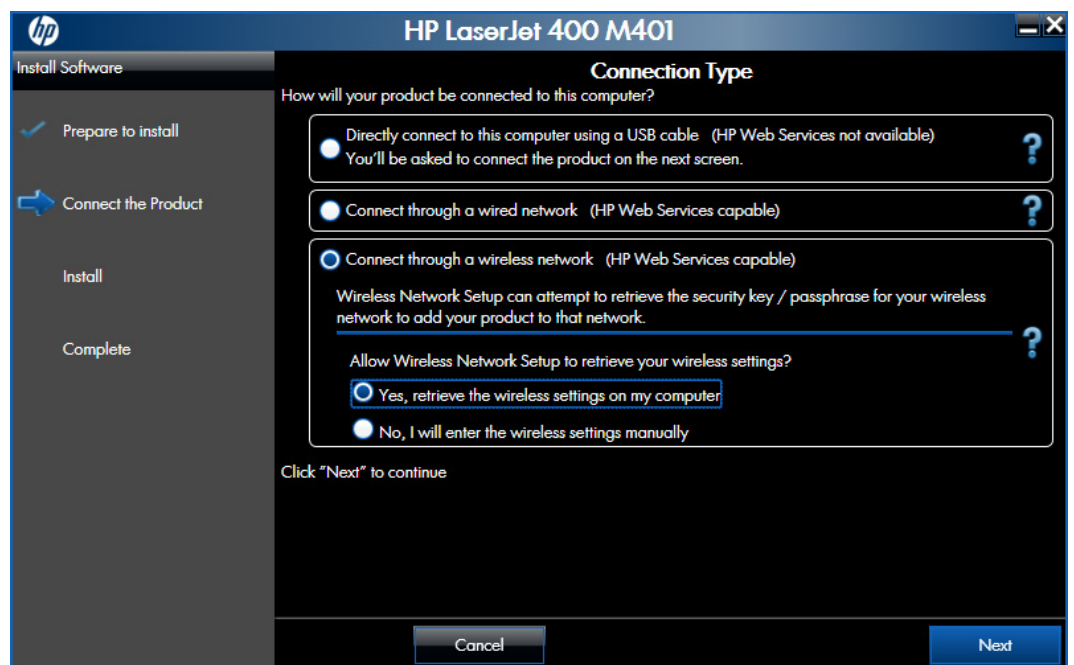 hp
HP LaserJet 400 M401
Install Software
Prepare to install
Connect the Product
Install
Complete
Connection Type
How will your product be connected to this computer?
Directly connect to this computer using a USB cable (HP Web Services not available)
You'll be asked to connect the product on the next screen.
?
Connect through a wired network (HP Web Services capable)
?
Connect through a wireless network (HP Web Services capable)
Wireless Network Setup can attempt to retrieve the security key / passphrase for your wireless
network to add your product to that network.
?
Allow Wireless Network Setup to retrieve your wireless settings?
Yes, retrieve the wireless settings on my computer
No, I will enter the wireless settings manually
Click "Next" to continue
Cancel
Next